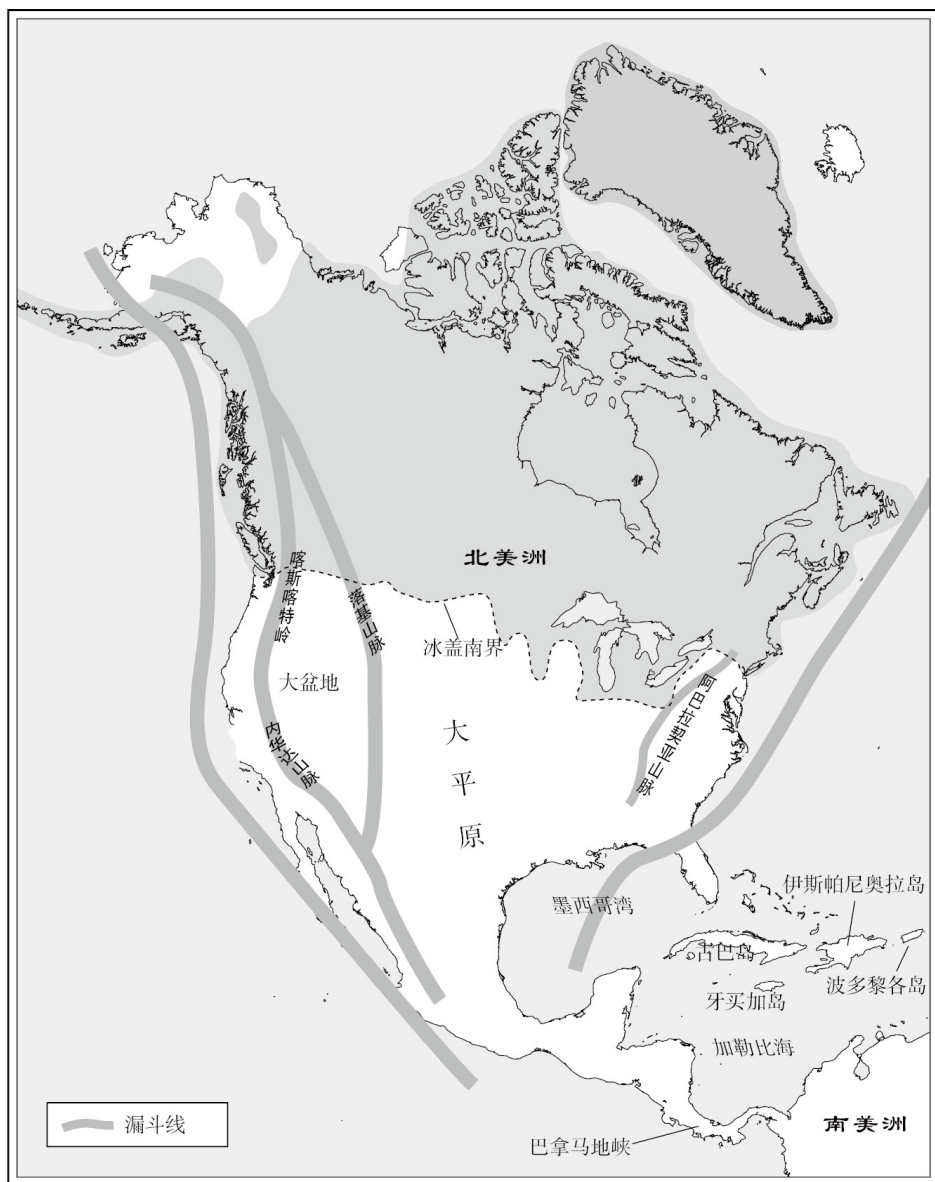 北美洲
喀斯喀特岭
落基山脉
冰盖南界
大盆地
内华达山脉
大平原
阿巴拉契亚山脉
墨西哥湾
伊斯帕尼奥拉岛
古巴岛
波多黎各岛
牙买加岛
加勒比海
漏斗线
南美洲
巴拿马地峡